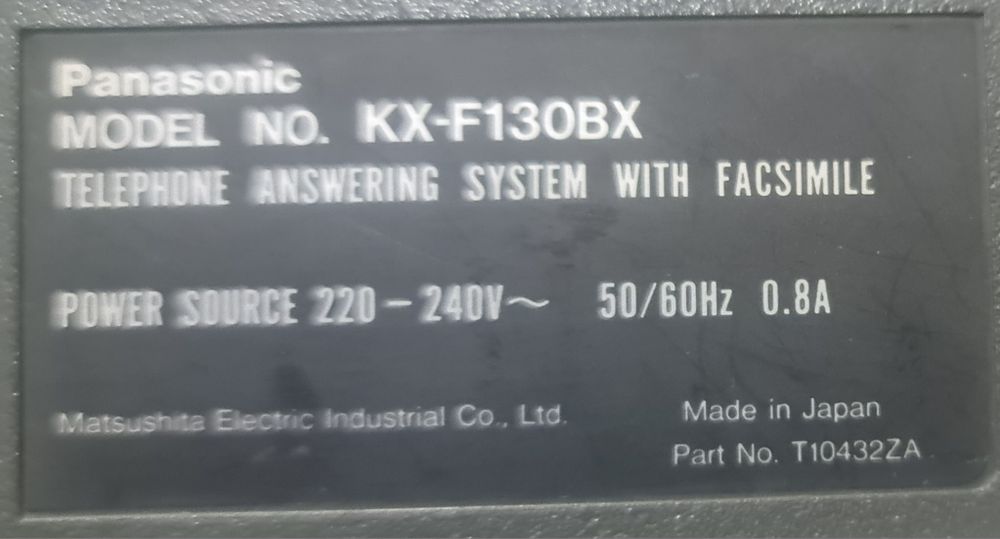 Panasonic
MODEL NO. KX-F130BX
TELEPHONE ANSWERING SYSTEM WITH FACSIMILE
POWER SOURCE 220-240V~ 50/60Hz 0.8A
Matsushita Electric Industrial Co., Ltd.
Made in Japan
Part No. T10432ZA